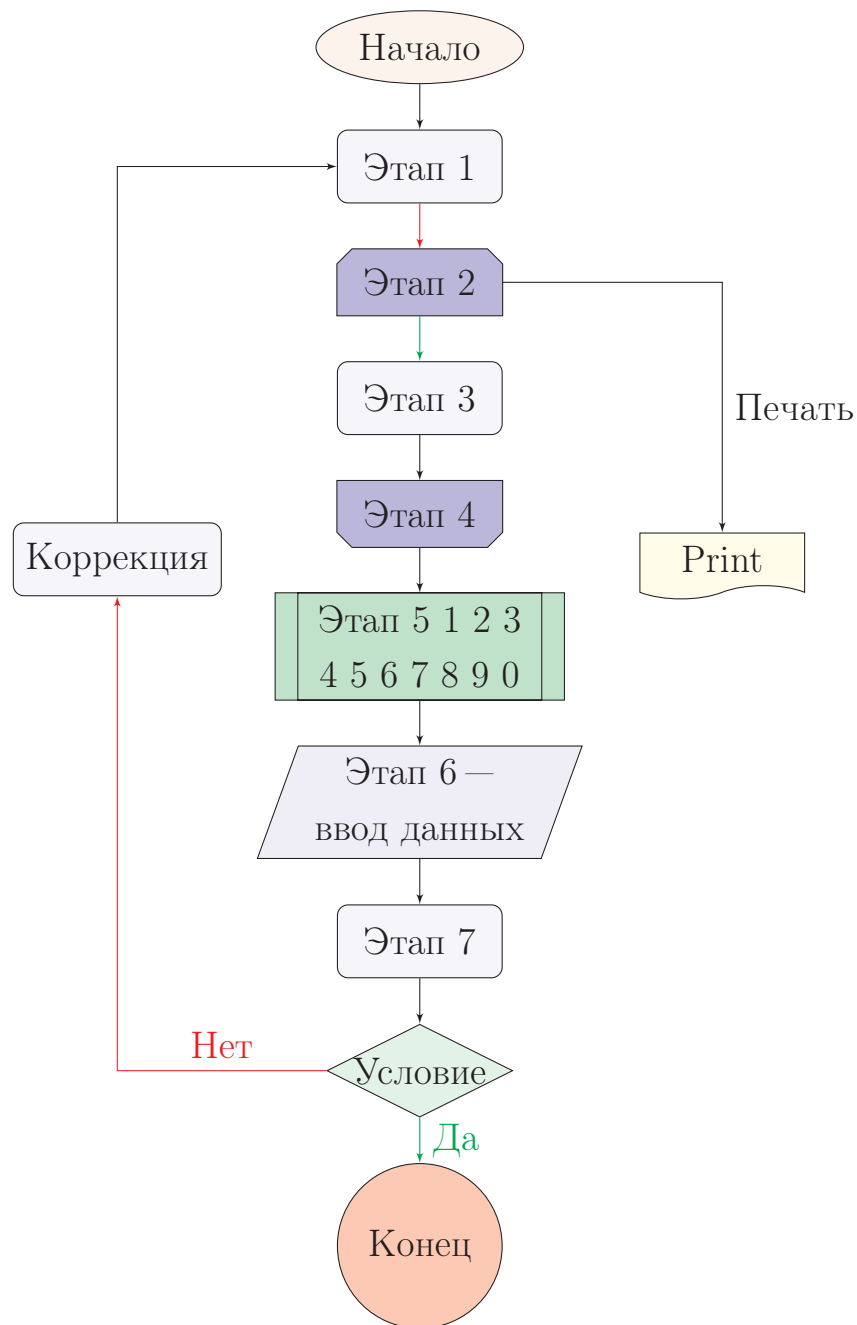 Начало
Этап 1
Этап 2
Этап 3
Печать
Этап 4
Коррекция
Print
Этап 5 1 2 3
4 5 6 7 8 9 0
Этап 6 —
ввод данных
Этап 7
Нет
Условие
Да
Конец